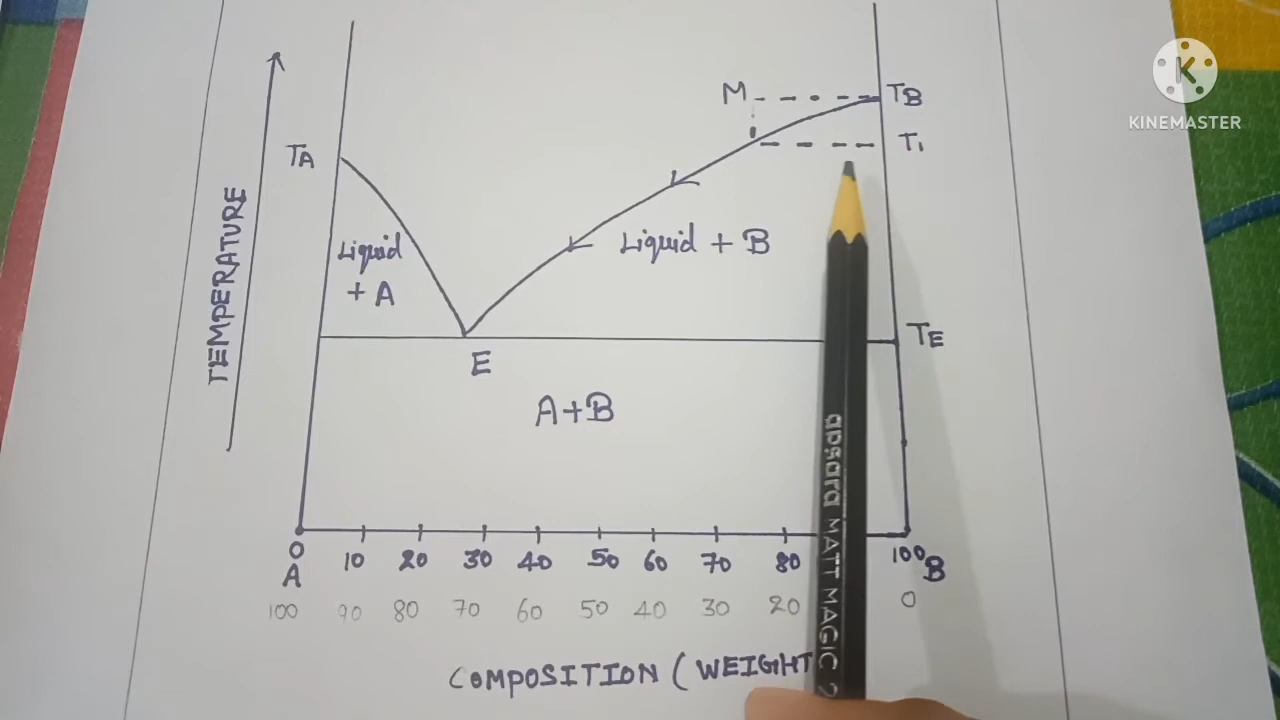 KINEMASTER
M
TB
TA
T1
TEMPERATURE
Liquid
+ A
Liquid + B
TE
E
A+B
0 10 20 30 40 50 60 70 80 100
A B
100 90 80 70 60 50 40 30 20 0
COMPOSITION (WEIGHT
apsara MATT MAGIC 2